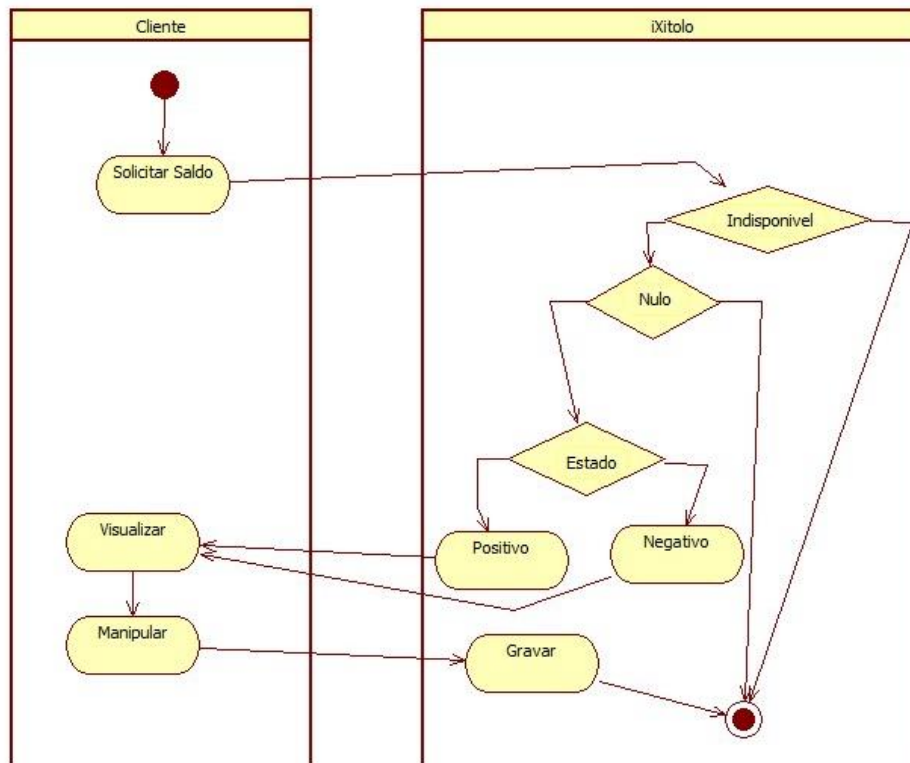 Cliente
iXitolo
Solicitar Saldo
Indisponivel
Nulo
Estado
Visualizar
Positivo
Negativo
Manipular
Gravar